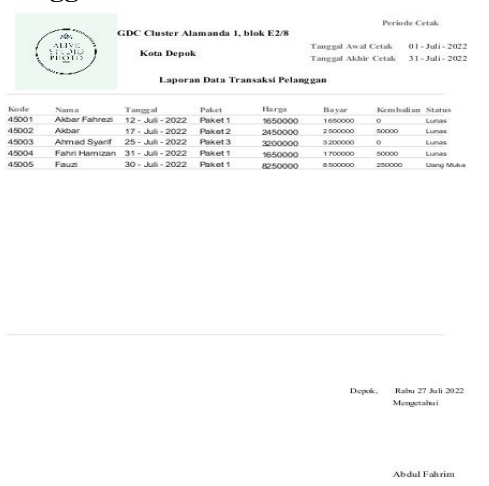 Periode Cetak
ALIVE
STUDIO
PHOTO
GDC Cluster Alamanda 1, blok E2/8
Kota Depok
Tanggal Awal Cetak 01 - Juli - 2022
Tanggal Akhir Cetak 31 - Juli - 2022
Laporan Data Transaksi Pelanggan
Kode Nama Tanggal Paket Harga Bayar Kembalian Status
45001 Akbar Fahrezi 12 - Juli - 2022 Paket 1 1650000 1650000 0 Lunas
45002 Akbar 17 - Juli - 2022 Paket 2 2450000 2500000 50000 Lunas
45003 Ahmad Syarif 25 - Juli - 2022 Paket 3 3200000 3200000 0 Lunas
45004 Fahri Hamizan 31 - Juli - 2022 Paket 1 1650000 1700000 50000 Lunas
45005 Fauzi 30 - Juli - 2022 Paket 1 8250000 8500000 250000 Uang Muka
Depok, Rabu 27 Juli 2022
Mengetahui
Abdul Fahrim